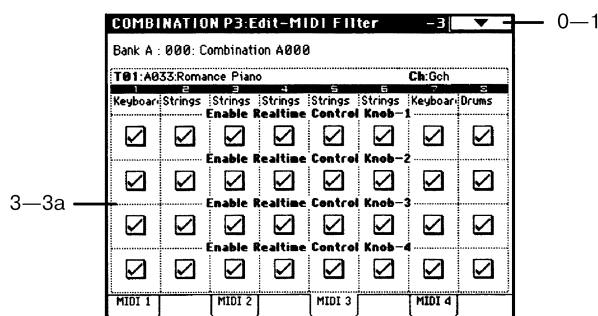 COMBINATION P3:Edit-MIDI Filter -3 0—1
Bank A : 000: Combination A000
T01:A033:Romance Piano Ch:Gch
1 2 3 4 5 6 7 8
Keyboar Strings Strings Strings Strings Strings Keyboar Drums
Enable Realtime Control Knob-1
Enable Realtime Control Knob-2
3—3a
Enable Realtime Control Knob-3
Enable Realtime Control Knob-4
MIDI 1 MIDI 2 MIDI 3 MIDI 4